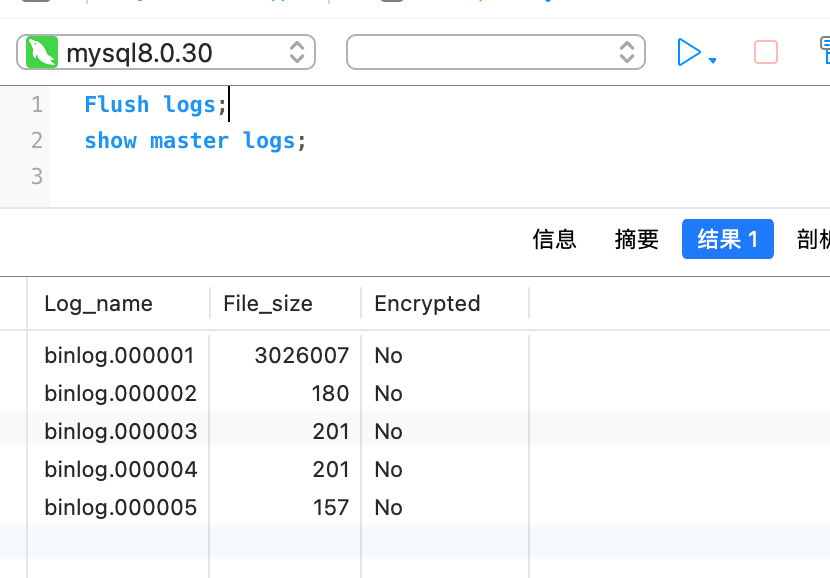 mysql8.0.30
1 Flush logs;
2 show master logs;
3
信息 摘要 结果 1
Log_name File_size Encrypted
binlog.000001 3026007 No
binlog.000002 180 No
binlog.000003 201 No
binlog.000004 201 No
binlog.000005 157 No